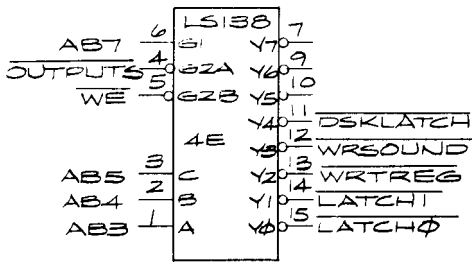 LS138
AB7 6 G1 Y7 7
OUTPUTS 4 G2A Y6 9
WE 5 G2B Y5 10
Y4 11 DSKLATCH
4E Y3 12 WRSOUND
AB5 3 C Y2 13 WRTREG
AB4 2 B Y1 14 LATCH1
AB3 1 A Y0 15 LATCH0